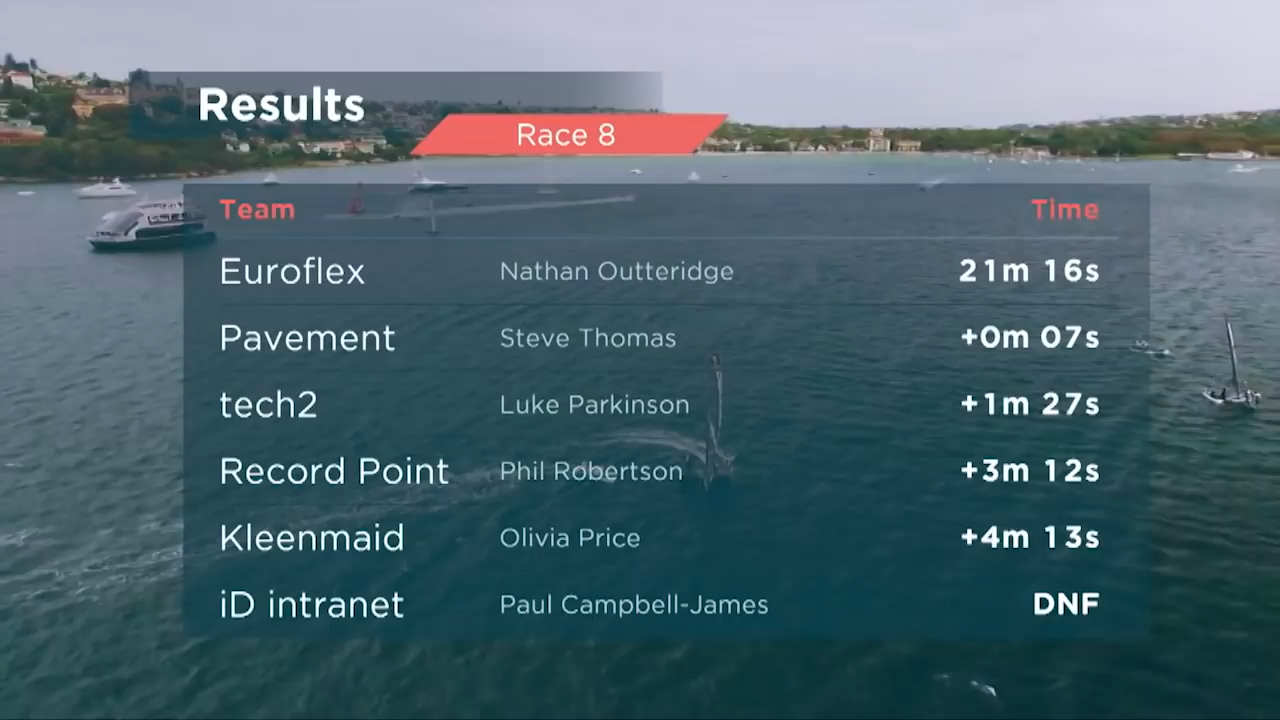 Results
Race 8
Team Time
Euroflex Nathan Outteridge 21m 16s
Pavement Steve Thomas +0m 07s
tech2 Luke Parkinson +1m 27s
Record Point Phil Robertson +3m 12s
Kleenmaid Olivia Price +4m 13s
iD intranet Paul Campbell-James DNF